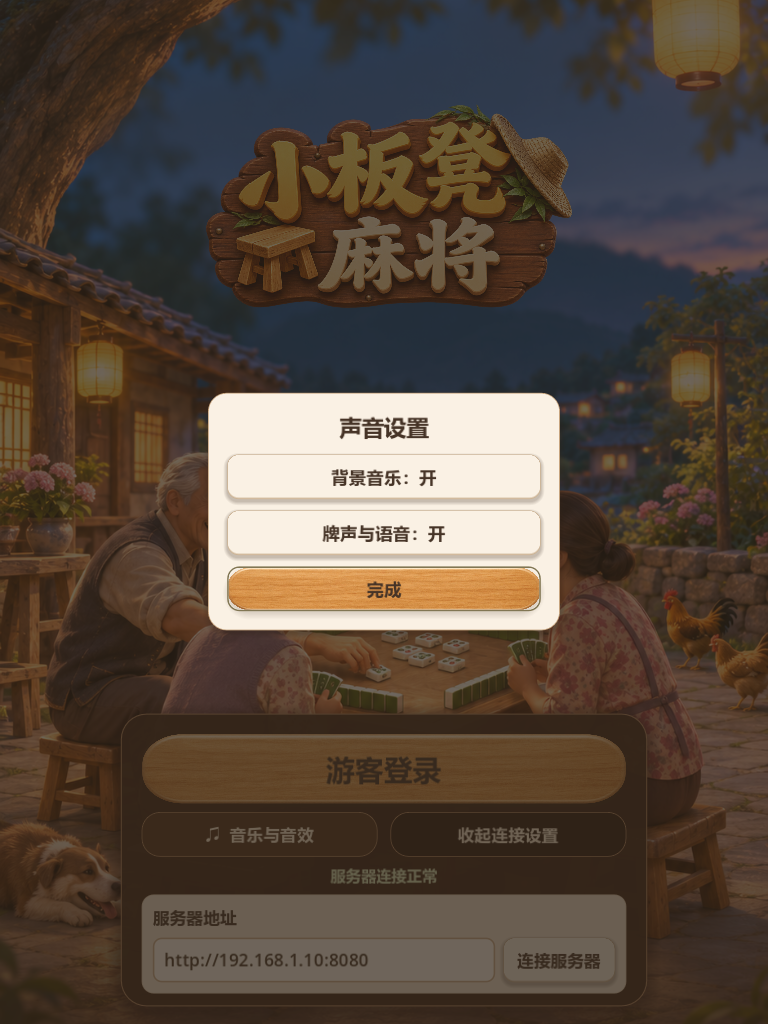 小板凳
麻将
声音设置
背景音乐：开
牌声与语音：开
完成
游客登录
♫ 音乐与音效
收起连接设置
服务器连接正常
服务器地址
http://192.168.1.10:8080
连接服务器